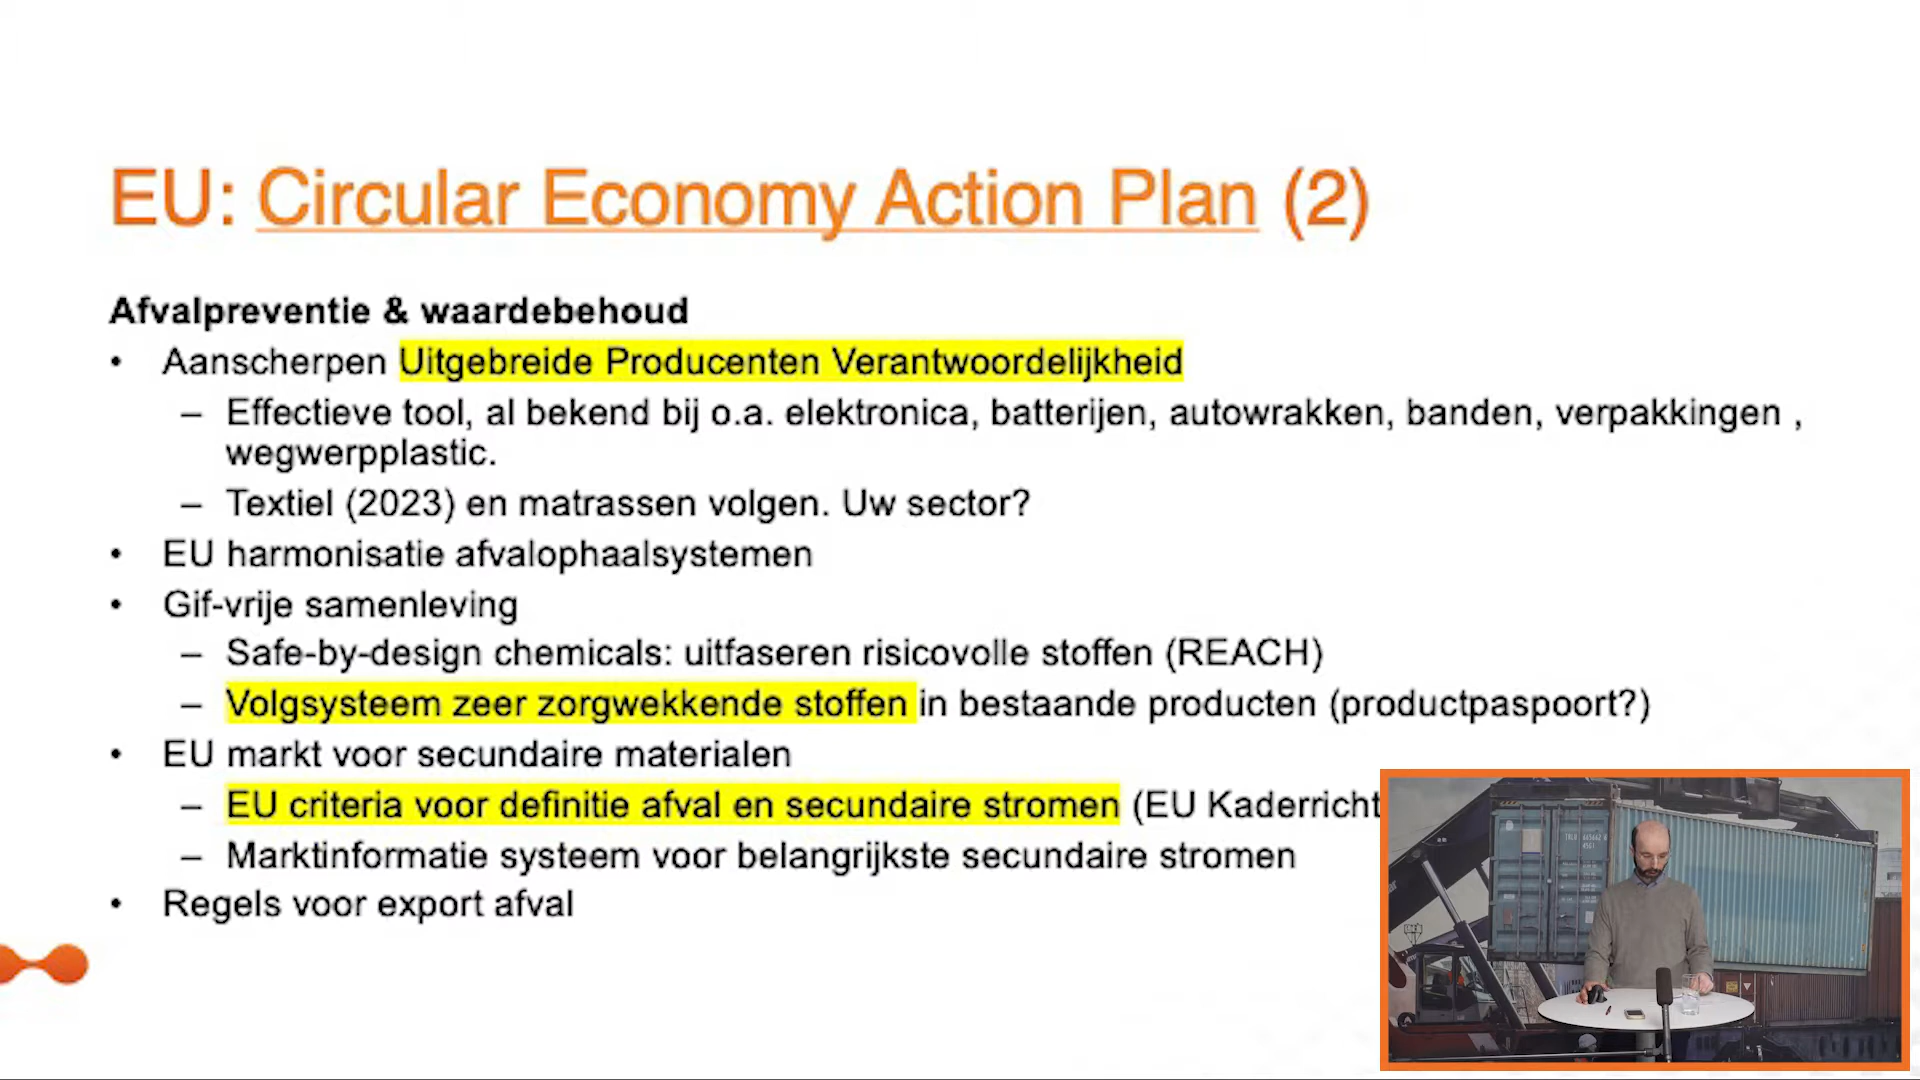 EU: Circular Economy Action Plan (2)
Afvalpreventie & waardebehoud
• Aanscherpen Uitgebreide Producenten Verantwoordelijkheid
– Effectieve tool, al bekend bij o.a. elektronica, batterijen, autowrakken, banden, verpakkingen ,
wegwerpplastic.
– Textiel (2023) en matrassen volgen. Uw sector?
• EU harmonisatie afvalophaalsystemen
• Gif-vrije samenleving
– Safe-by-design chemicals: uitfaseren risicovolle stoffen (REACH)
– Volgsysteem zeer zorgwekkende stoffen in bestaande producten (productpaspoort?)
• EU markt voor secundaire materialen
– EU criteria voor definitie afval en secundaire stromen (EU Kaderricht
– Marktinformatie systeem voor belangrijkste secundaire stromen
• Regels voor export afval